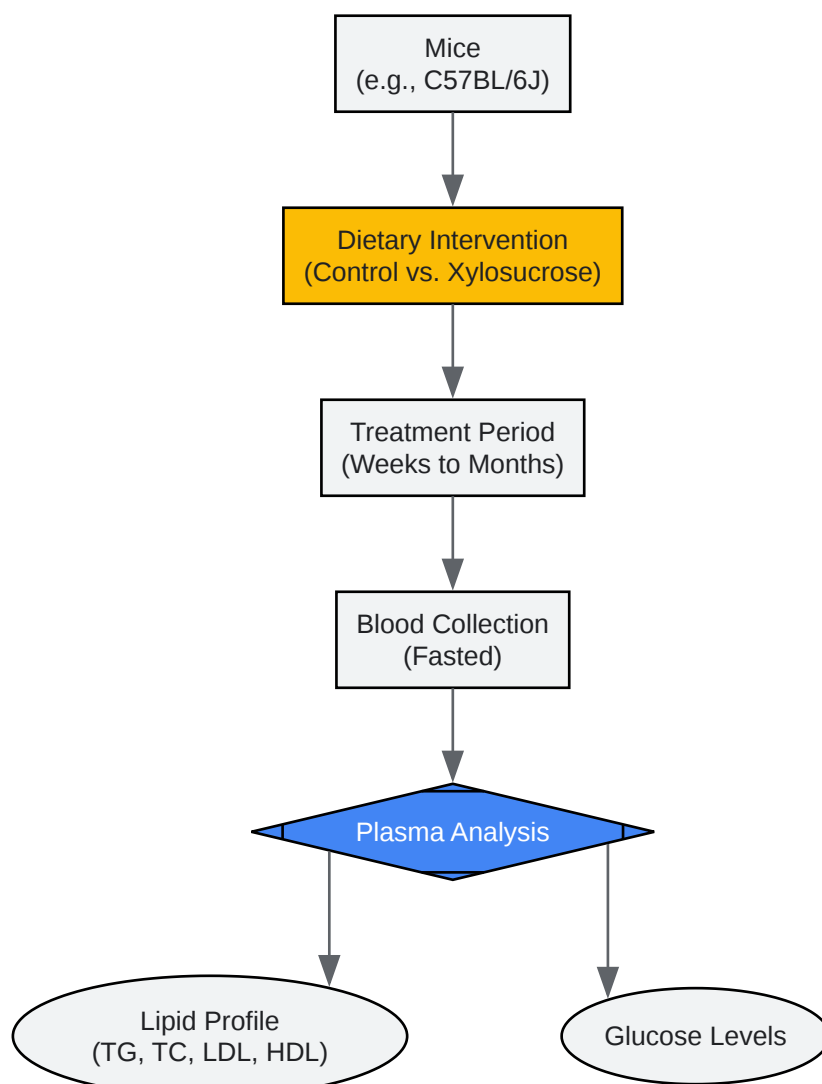 Mice
(e.g., C57BL/6J)
Dietary Intervention
(Control vs. Xylosucrose)
Treatment Period
(Weeks to Months)
Blood Collection
(Fasted)
Plasma Analysis
Lipid Profile
(TG, TC, LDL, HDL)
Glucose Levels